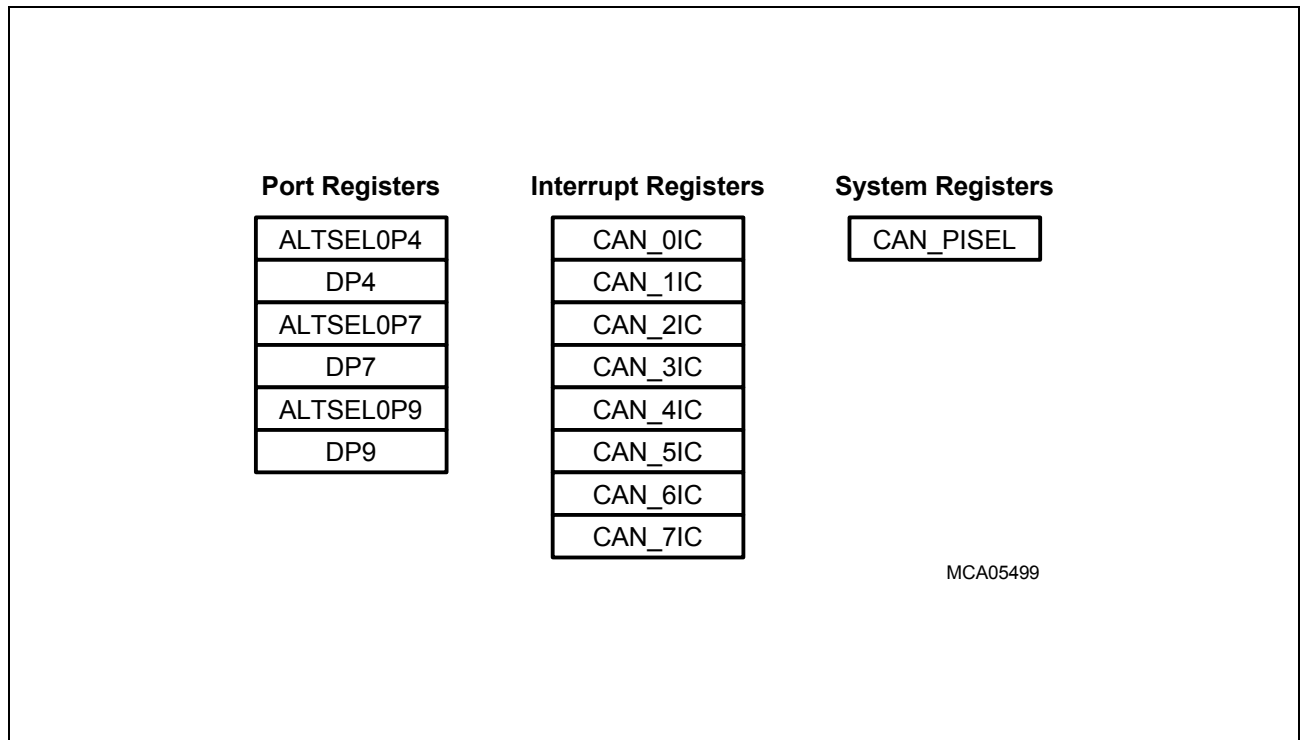 Port Registers
ALTSEL0P4
DP4
ALTSEL0P7
DP7
ALTSEL0P9
DP9
Interrupt Registers
CAN_0IC
CAN_1IC
CAN_2IC
CAN_3IC
CAN_4IC
CAN_5IC
CAN_6IC
CAN_7IC
System Registers
CAN_PISEL
MCA05499